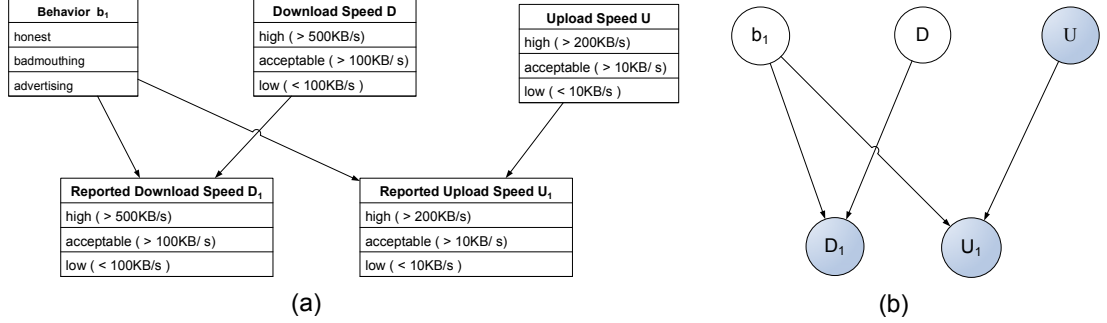 Behavior b1
honest
badmouthing
advertising
Download Speed D
high ( > 500KB/s)
acceptable ( > 100KB/ s)
low ( < 100KB/s )
Upload Speed U
high ( > 200KB/s)
acceptable ( > 10KB/ s)
low ( < 10KB/s )
Reported Download Speed D1
high ( > 500KB/s)
acceptable ( > 100KB/ s)
low ( < 100KB/s )
Reported Upload Speed U1
high ( > 200KB/s)
acceptable ( > 10KB/ s)
low ( < 10KB/s )
(a)
b1
D
U
D1
U1
(b)